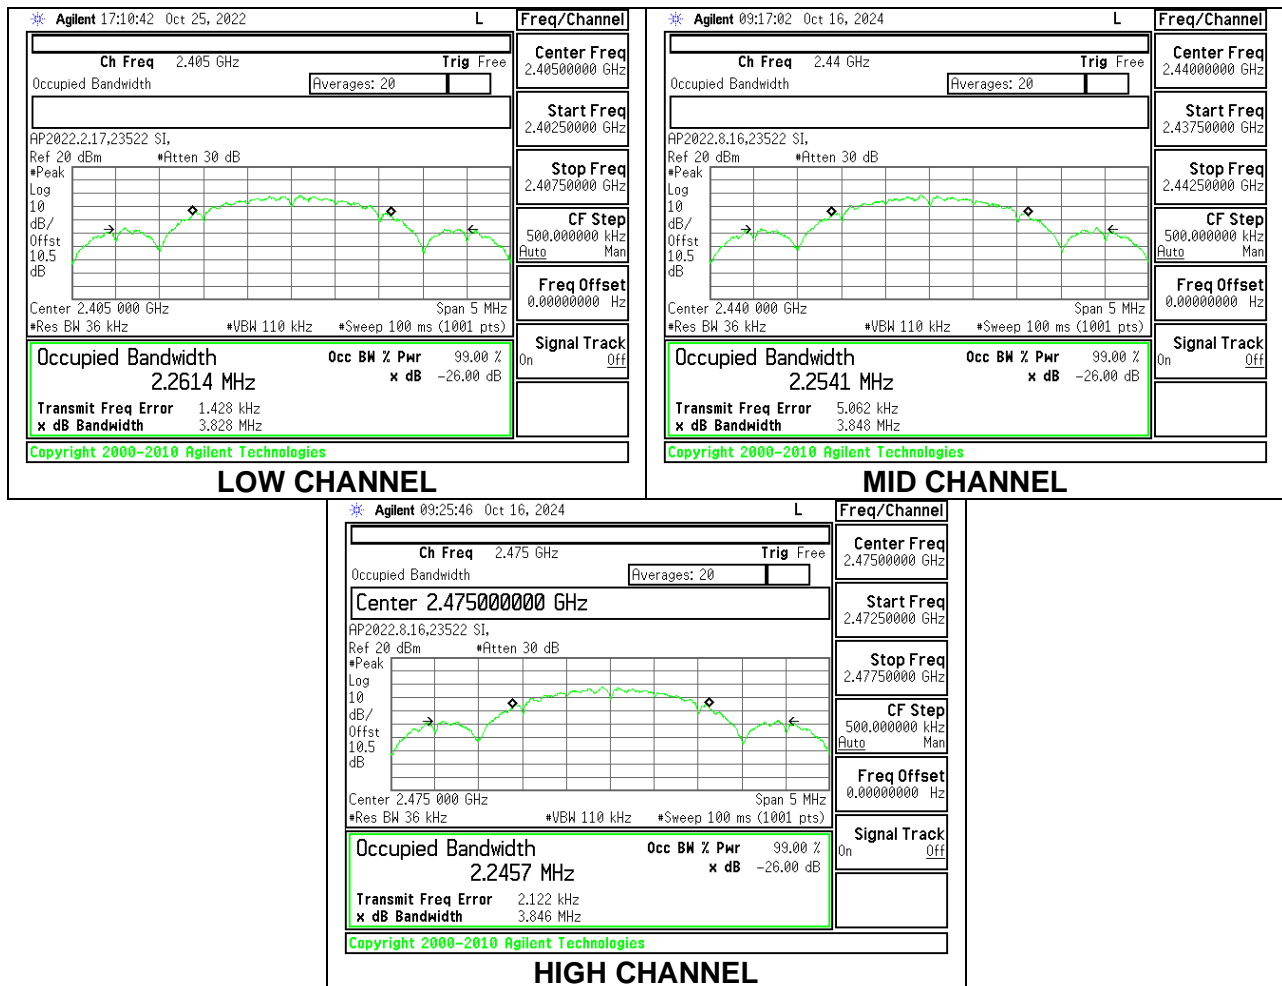 Agilent 17:10:42 Oct 25, 2022 L Freq/Channel
Ch Freq 2.405 GHz Trig Free
Occupied Bandwidth Averages: 20
AP2022.2.17,23522 SI,
Ref 20 dBm #Atten 30 dB
#Peak
Log
10
dB/
Offst
10.5
dB
Center 2.405 000 GHz Span 5 MHz
#Res BW 36 kHz #VBW 110 kHz #Sweep 100 ms (1001 pts)
Occupied Bandwidth Occ BW % Pwr 99.00 %
2.2614 MHz x dB -26.00 dB
Transmit Freq Error 1.428 kHz
x dB Bandwidth 3.828 MHz
Copyright 2000-2010 Agilent Technologies
Center Freq
2.40500000 GHz
Start Freq
2.40250000 GHz
Stop Freq
2.40750000 GHz
CF Step
500.000000 kHz
Auto Man
Freq Offset
0.00000000 Hz
Signal Track
On Off
LOW CHANNEL
Agilent 09:17:02 Oct 16, 2024 L Freq/Channel
Ch Freq 2.44 GHz Trig Free
Occupied Bandwidth Averages: 20
AP2022.8.16,23522 SI,
Ref 20 dBm #Atten 30 dB
#Peak
Log
10
dB/
Offst
10.5
dB
Center 2.440 000 GHz Span 5 MHz
#Res BW 36 kHz #VBW 110 kHz #Sweep 100 ms (1001 pts)
Occupied Bandwidth Occ BW % Pwr 99.00 %
2.2541 MHz x dB -26.00 dB
Transmit Freq Error 5.062 kHz
x dB Bandwidth 3.848 MHz
Copyright 2000-2010 Agilent Technologies
Center Freq
2.44000000 GHz
Start Freq
2.43750000 GHz
Stop Freq
2.44250000 GHz
CF Step
500.000000 kHz
Auto Man
Freq Offset
0.00000000 Hz
Signal Track
On Off
MID CHANNEL
Agilent 09:25:46 Oct 16, 2024 L Freq/Channel
Ch Freq 2.475 GHz Trig Free
Occupied Bandwidth Averages: 20
Center 2.475000000 GHz
AP2022.8.16,23522 SI,
Ref 20 dBm #Atten 30 dB
#Peak
Log
10
dB/
Offst
10.5
dB
Center 2.475 000 GHz Span 5 MHz
#Res BW 36 kHz #VBW 110 kHz #Sweep 100 ms (1001 pts)
Occupied Bandwidth Occ BW % Pwr 99.00 %
2.2457 MHz x dB -26.00 dB
Transmit Freq Error 2.122 kHz
x dB Bandwidth 3.846 MHz
Copyright 2000-2010 Agilent Technologies
Center Freq
2.47500000 GHz
Start Freq
2.47250000 GHz
Stop Freq
2.47750000 GHz
CF Step
500.000000 kHz
Auto Man
Freq Offset
0.00000000 Hz
Signal Track
On Off
HIGH CHANNEL